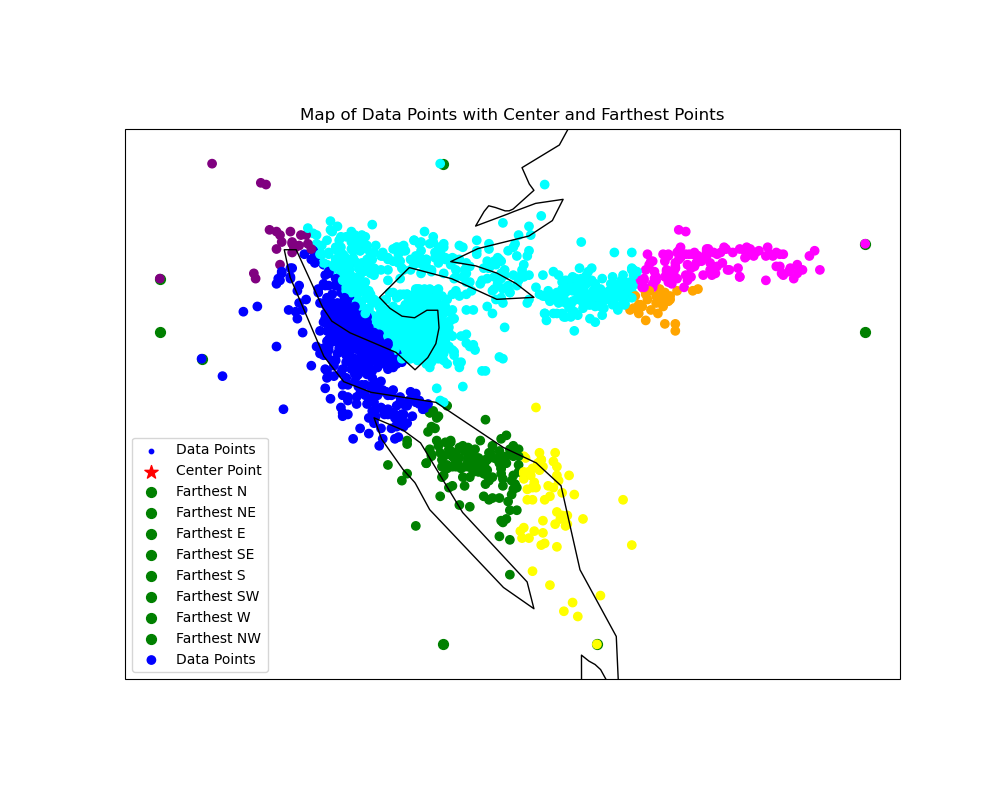 Map of Data Points with Center and Farthest Points
Data Points
Center Point
Farthest N
Farthest NE
Farthest E
Farthest SE
Farthest S
Farthest SW
Farthest W
Farthest NW
Data Points